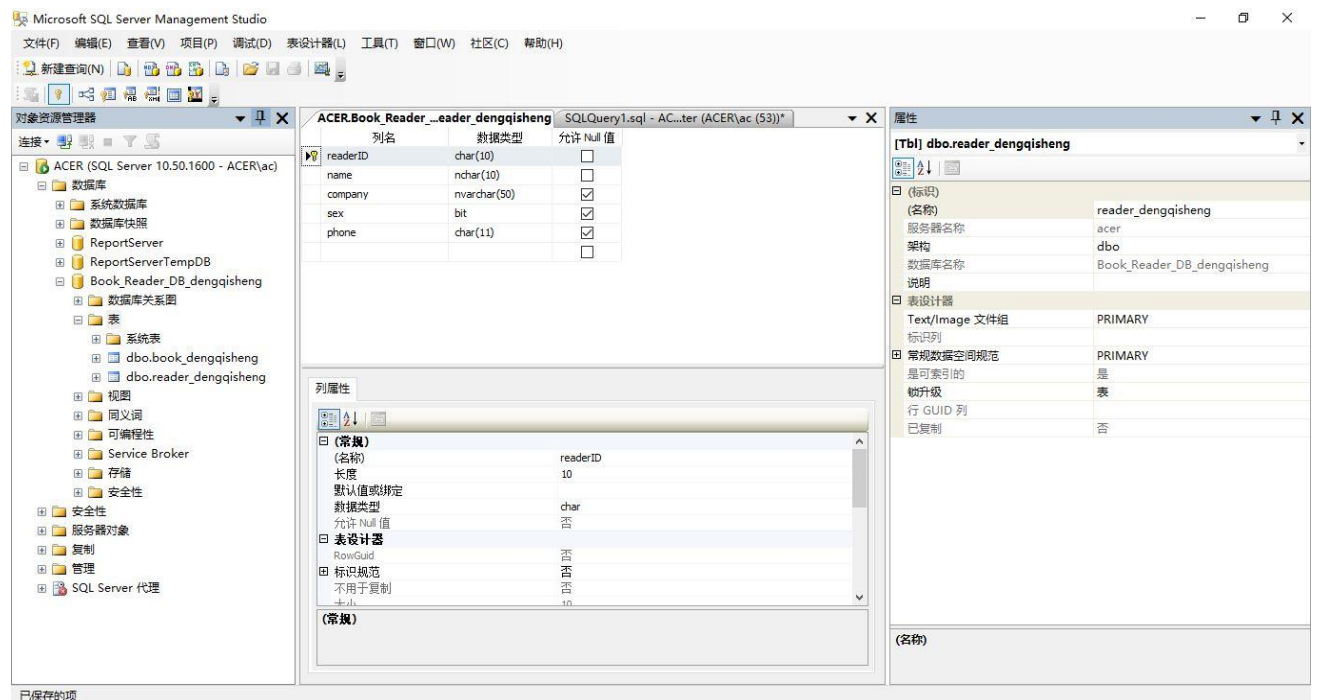 Microsoft SQL Server Management Studio
文件(F) 编辑(E) 查看(V) 项目(P) 调试(D) 表设计器(L) 工具(T) 窗口(W) 社区(C) 帮助(H)
新建查询(N)
对象资源管理器
连接
ACER (SQL Server 10.50.1600 - ACER\ac)
数据库
系统数据库
数据库快照
ReportServer
ReportServerTempDB
Book_Reader_DB_dengqisheng
数据库关系图
表
系统表
dbo.book_dengqisheng
dbo.reader_dengqisheng
视图
同义词
可编程性
Service Broker
存储
安全性
安全性
服务器对象
复制
管理
SQL Server 代理
ACER.Book_Reader_...eader_dengqisheng SQLQuery1.sql - AC...ter (ACER\ac (53))*
列名 数据类型 允许 Null 值
readerID char(10)
name nchar(10)
company nvarchar(50)
sex bit
phone char(11)
列属性
(常规)
(名称) readerID
长度 10
默认值或绑定
数据类型 char
允许 Null 值 否
表设计器
RowGuid 否
标识规范 否
不用于复制 否
大小 10
(常规)
属性
[Tbl] dbo.reader_dengqisheng
(标识)
(名称) reader_dengqisheng
服务器名称 acer
架构 dbo
数据库名称 Book_Reader_DB_dengqisheng
说明
表设计器
Text/Image 文件组 PRIMARY
标识列
常规数据空间规范 PRIMARY
是可索引的 是
锁升级 表
行 GUID 列
已复制 否
(名称)
已保存的项